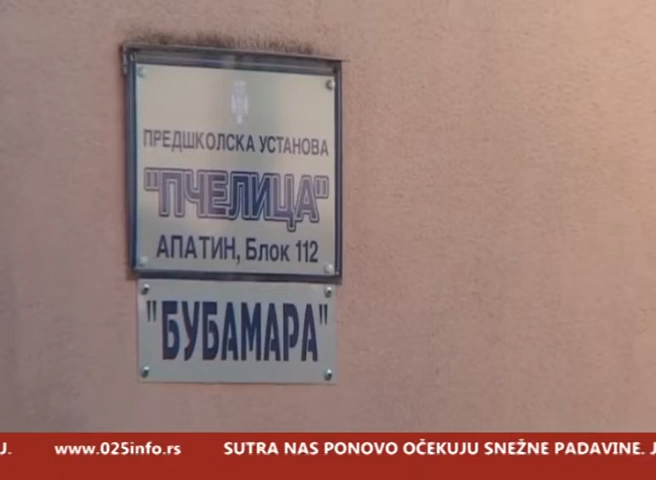 ПРЕДШКОЛСКА УСТАНОВА
"ПЧЕЛИЦА"
АПАТИН, Блок 112
"БУБАМАРА"
J. www.025info.rs SUTRA NAS PONOVO OČEKUJU SNEŽNE PADAVINE. J